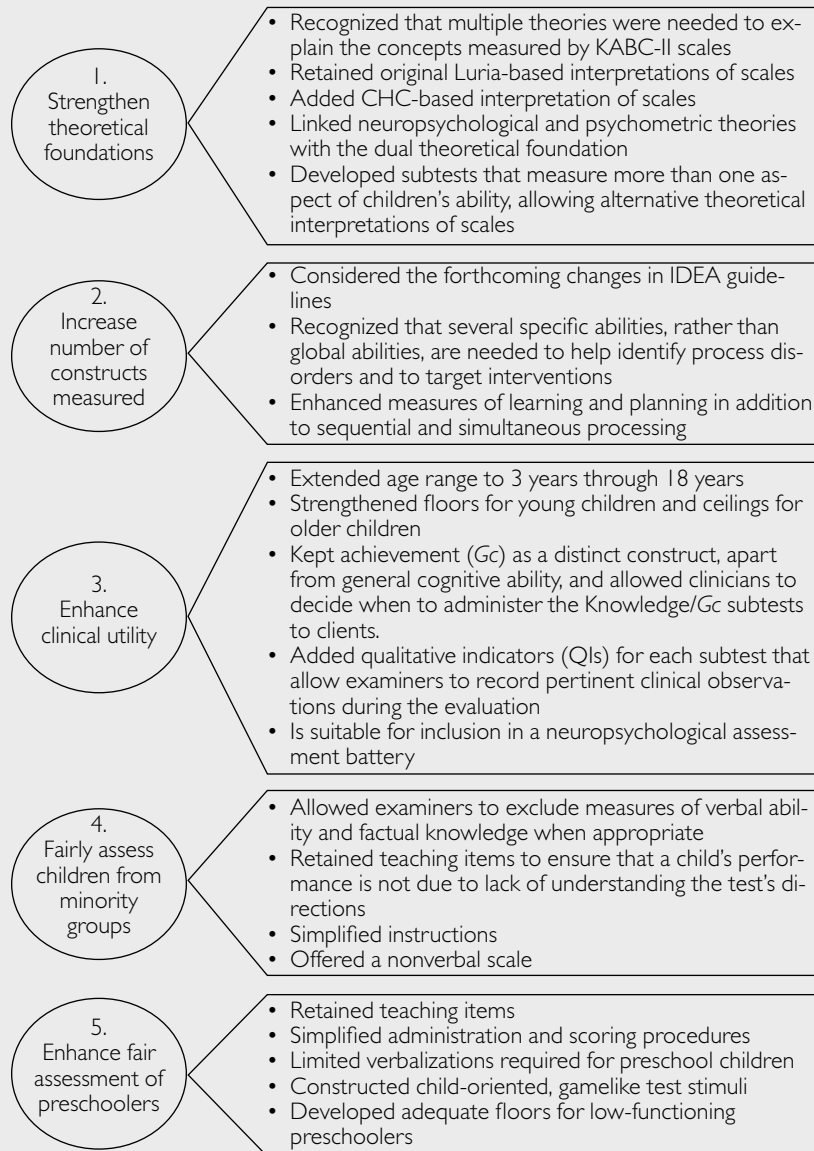 1.
Strengthen
theoretical
foundations
• Recognized that multiple theories were needed to ex-
plain the concepts measured by KABC-II scales
• Retained original Luria-based interpretations of scales
• Added CHC-based interpretation of scales
• Linked neuropsychological and psychometric theories
with the dual theoretical foundation
• Developed subtests that measure more than one as-
pect of children's ability, allowing alternative theoretical
interpretations of scales
2.
Increase
number of
constructs
measured
• Considered the forthcoming changes in IDEA guide-
lines
• Recognized that several specific abilities, rather than
global abilities, are needed to help identify process dis-
orders and to target interventions
• Enhanced measures of learning and planning in addition
to sequential and simultaneous processing
3.
Enhance
clinical utility
• Extended age range to 3 years through 18 years
• Strengthened floors for young children and ceilings for
older children
• Kept achievement (Gc) as a distinct construct, apart
from general cognitive ability, and allowed clinicians to
decide when to administer the Knowledge/Gc subtests
to clients.
• Added qualitative indicators (QIs) for each subtest that
allow examiners to record pertinent clinical observa-
tions during the evaluation
• Is suitable for inclusion in a neuropsychological assess-
ment battery
4.
Fairly assess
children from
minority
groups
• Allowed examiners to exclude measures of verbal abil-
ity and factual knowledge when appropriate
• Retained teaching items to ensure that a child's perfor-
mance is not due to lack of understanding the test's di-
rections
• Simplified instructions
• Offered a nonverbal scale
5.
Enhance fair
assessment of
preschoolers
• Retained teaching items
• Simplified administration and scoring procedures
• Limited verbalizations required for preschool children
• Constructed child-oriented, gamelike test stimuli
• Developed adequate floors for low-functioning
preschoolers